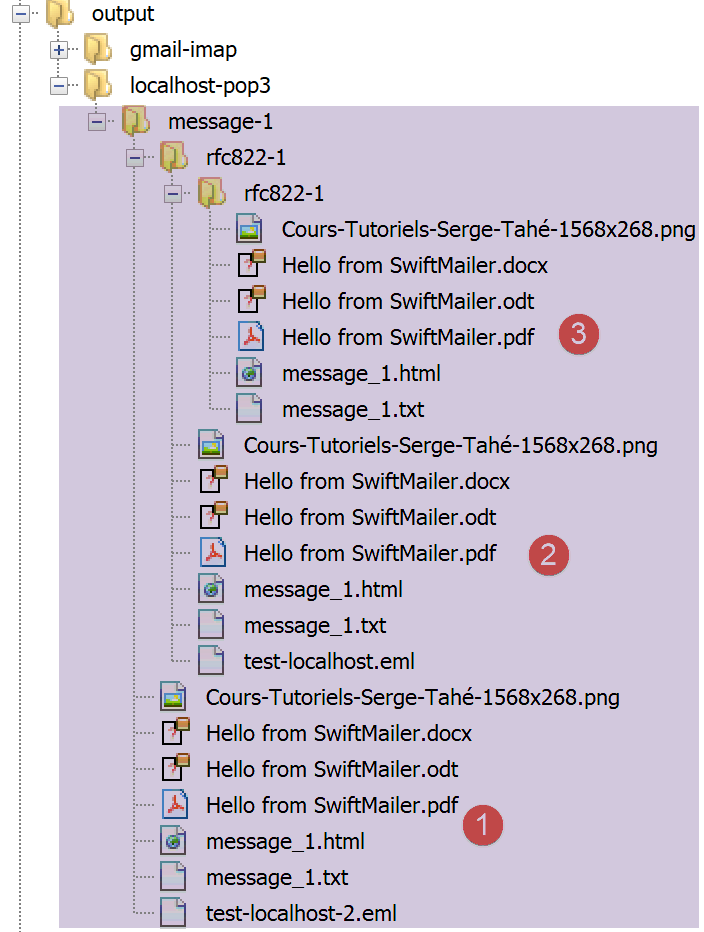 output
gmail-imap
localhost-pop3
message-1
rfc822-1
rfc822-1
Cours-Tutoriels-Serge-Tahé-1568x268.png
Hello from SwiftMailer.docx
Hello from SwiftMailer.odt
Hello from SwiftMailer.pdf 3
message_1.html
message_1.txt
Cours-Tutoriels-Serge-Tahé-1568x268.png
Hello from SwiftMailer.docx
Hello from SwiftMailer.odt
Hello from SwiftMailer.pdf 2
message_1.html
message_1.txt
test-localhost.eml
Cours-Tutoriels-Serge-Tahé-1568x268.png
Hello from SwiftMailer.docx
Hello from SwiftMailer.odt
Hello from SwiftMailer.pdf
1
message_1.html
message_1.txt
test-localhost-2.eml